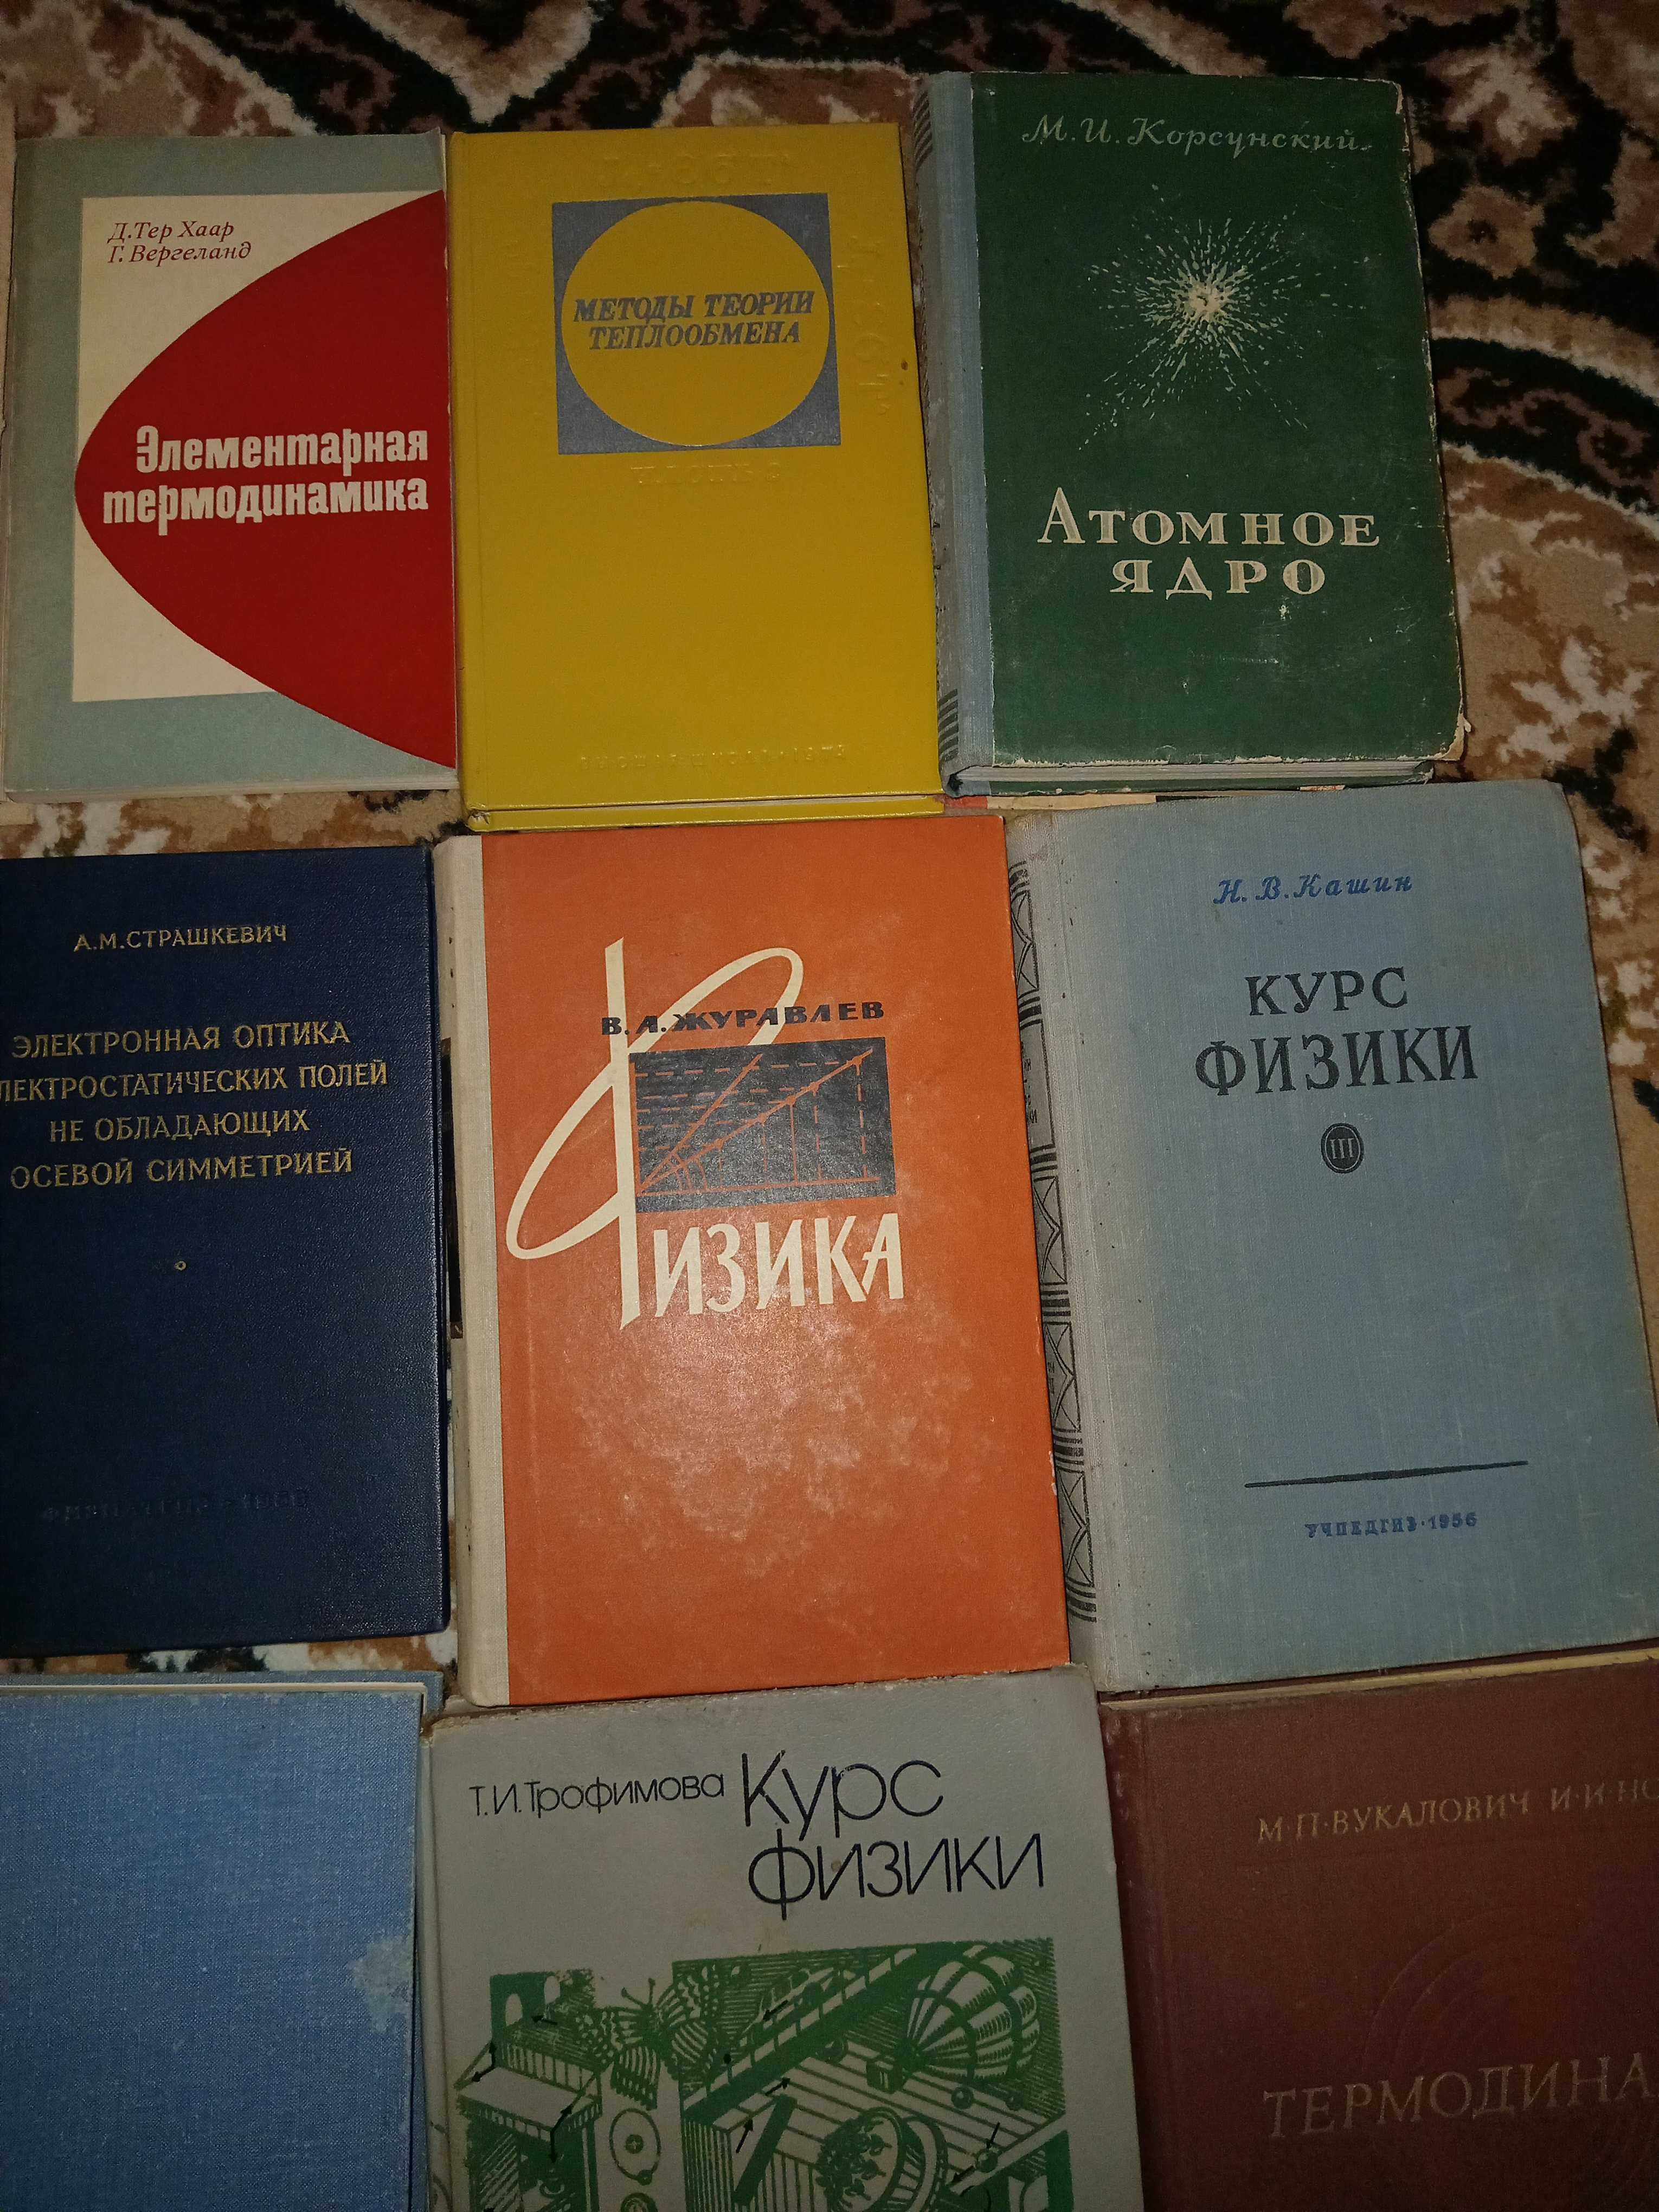 Д. Тер Хаар
Г. Вергеланд
Элементарная
термодинамика
МЕТОДЫ ТЕОРИИ
ТЕПЛООБМЕНА
М. И. Корсунский
АТОМНОЕ
ЯДРО
А.М.СТРАШКЕВИЧ
ЭЛЕКТРОННАЯ ОПТИКА
ЛЕКТРОСТАТИЧЕСКИХ ПОЛЕЙ
НЕ ОБЛАДАЮЩИХ
ОСЕВОЙ СИММЕТРИЕЙ
В. А. ЖУРАВЛЕВ
ФИЗИКА
Н. В. Кашин
КУРС
ФИЗИКИ
III
УЧПЕДГИЗ·1956
Т.И.Трофимова
Курс
физики
М·П·ВУКАЛОВИЧ И·И·НО
ТЕРМОДИНА